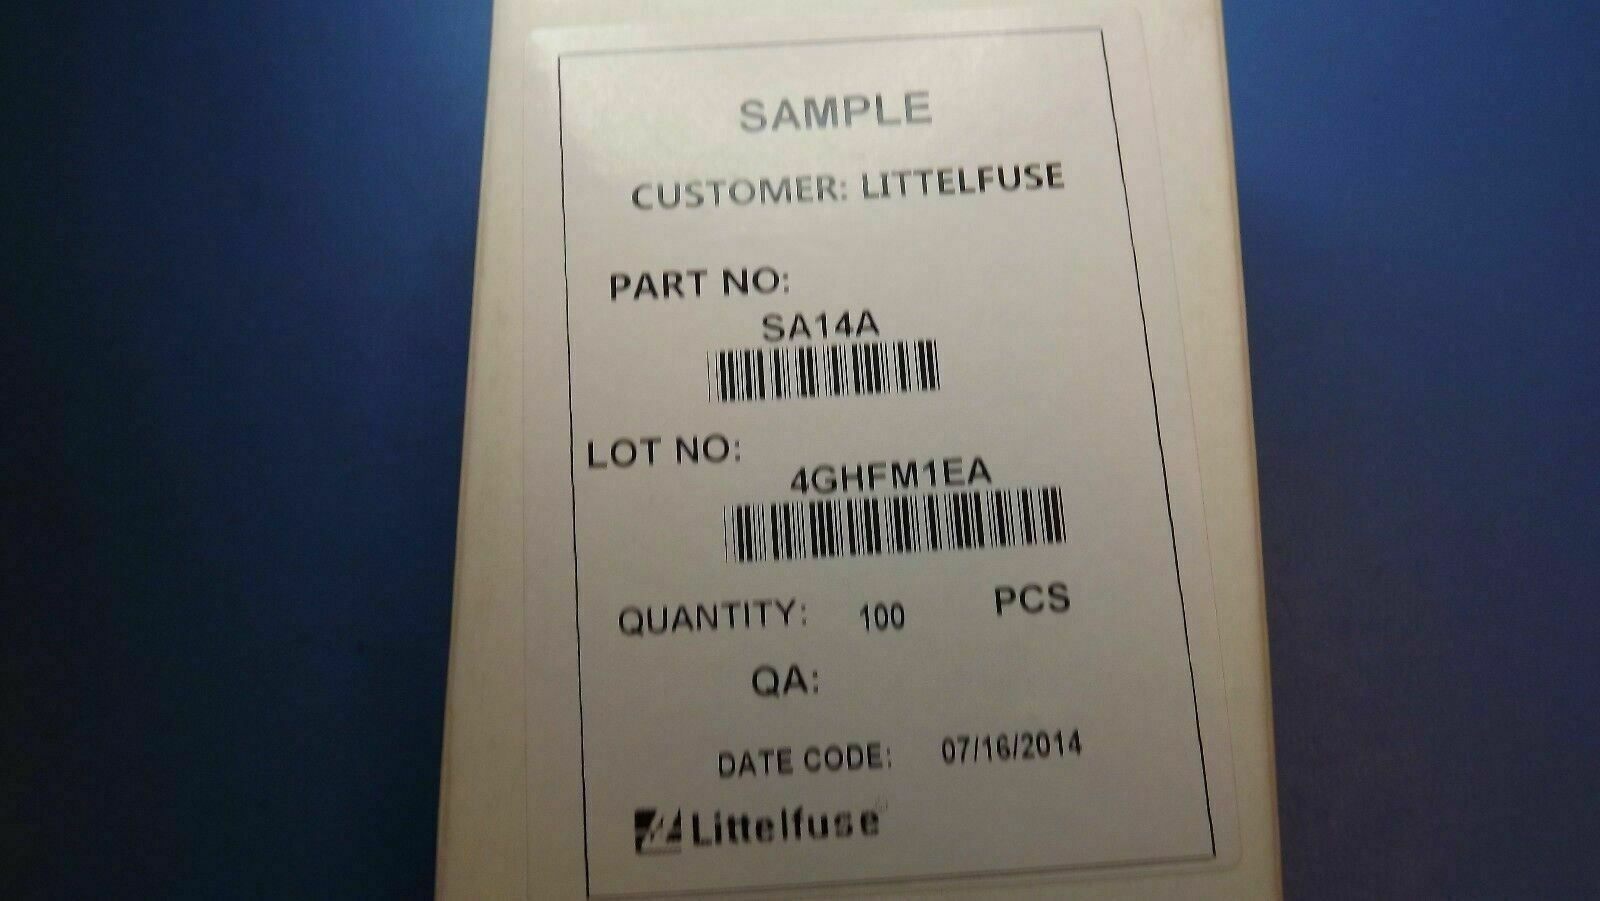 SAMPLE
CUSTOMER: LITTELFUSE
PART NO:
SA14A
LOT NO:
4GHFM1EA
QUANTITY: 100 PCS
QA:
DATE CODE: 07/16/2014
Littelfuse®